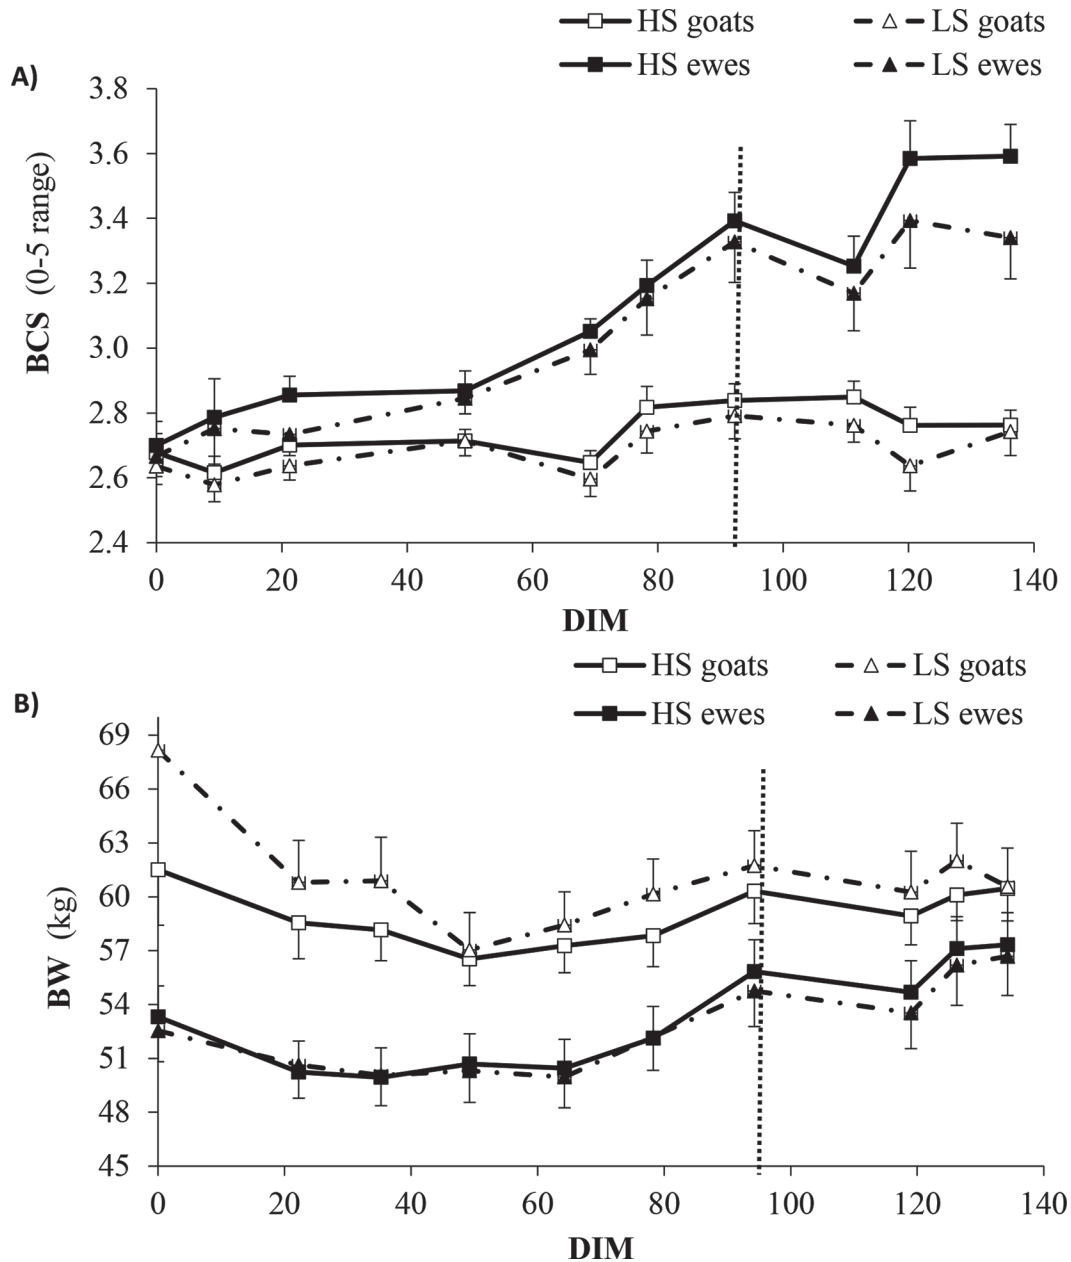 HS goats LS goats
A) HS ewes LS ewes
3.8
3.6
3.4
3.2
3.0
2.8
2.6
2.4
BCS (0-5 range)
0 20 40 60 80 100 120 140
DIM
HS goats LS goats
B) HS ewes LS ewes
69
66
63
60
57
54
51
48
45
BW (kg)
0 20 40 60 80 100 120 140
DIM